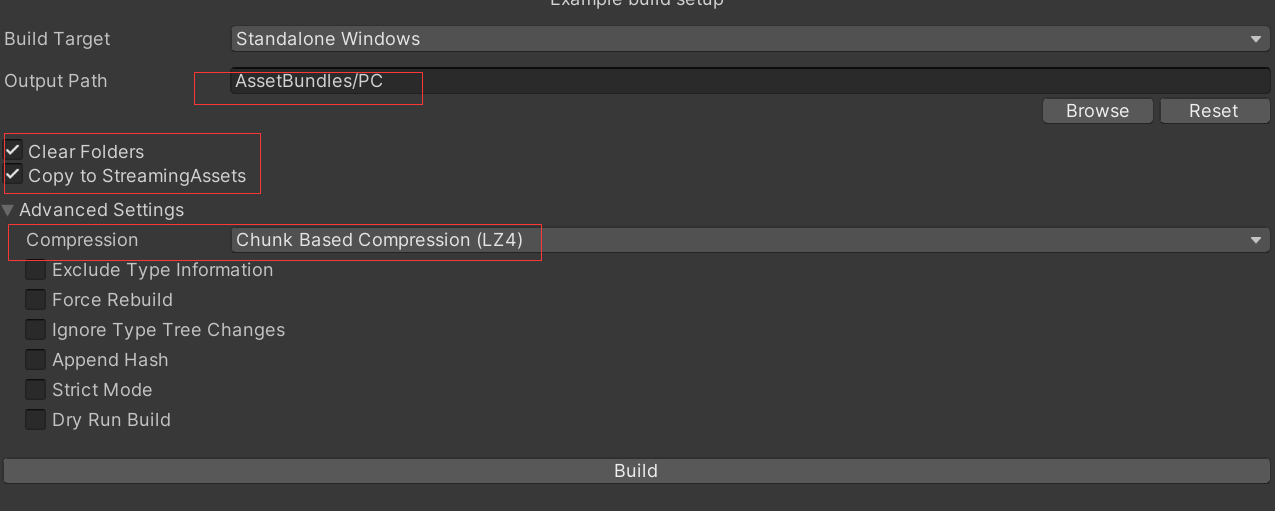 Example build setup
Build Target Standalone Windows
Output Path AssetBundles/PC
Browse Reset
Clear Folders
Copy to StreamingAssets
Advanced Settings
Compression Chunk Based Compression (LZ4)
Exclude Type Information
Force Rebuild
Ignore Type Tree Changes
Append Hash
Strict Mode
Dry Run Build
Build